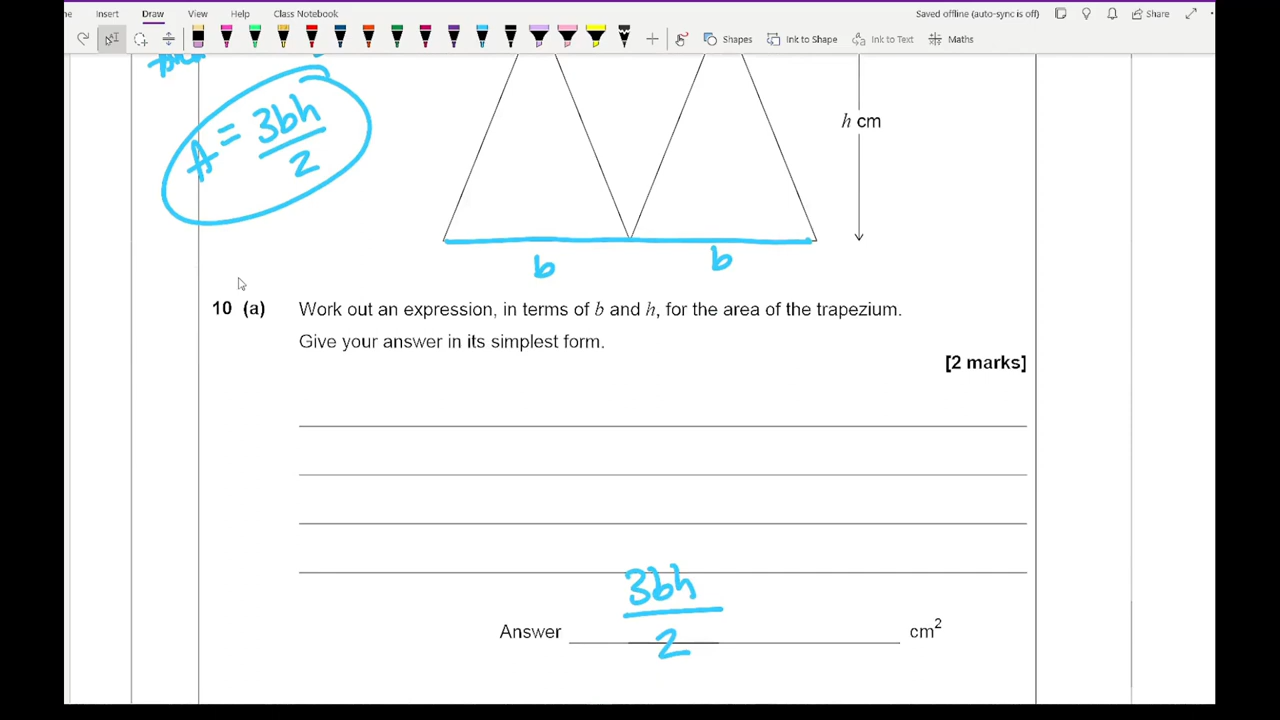 Insert Draw View Help Class Notebook Saved offline (auto-sync is off) Share
Shapes Ink to Shape Ink to Text Maths
A = 3bh
2
h cm
b b
10 (a) Work out an expression, in terms of b and h, for the area of the trapezium.
Give your answer in its simplest form.
[2 marks]
3bh
Answer 2 cm²